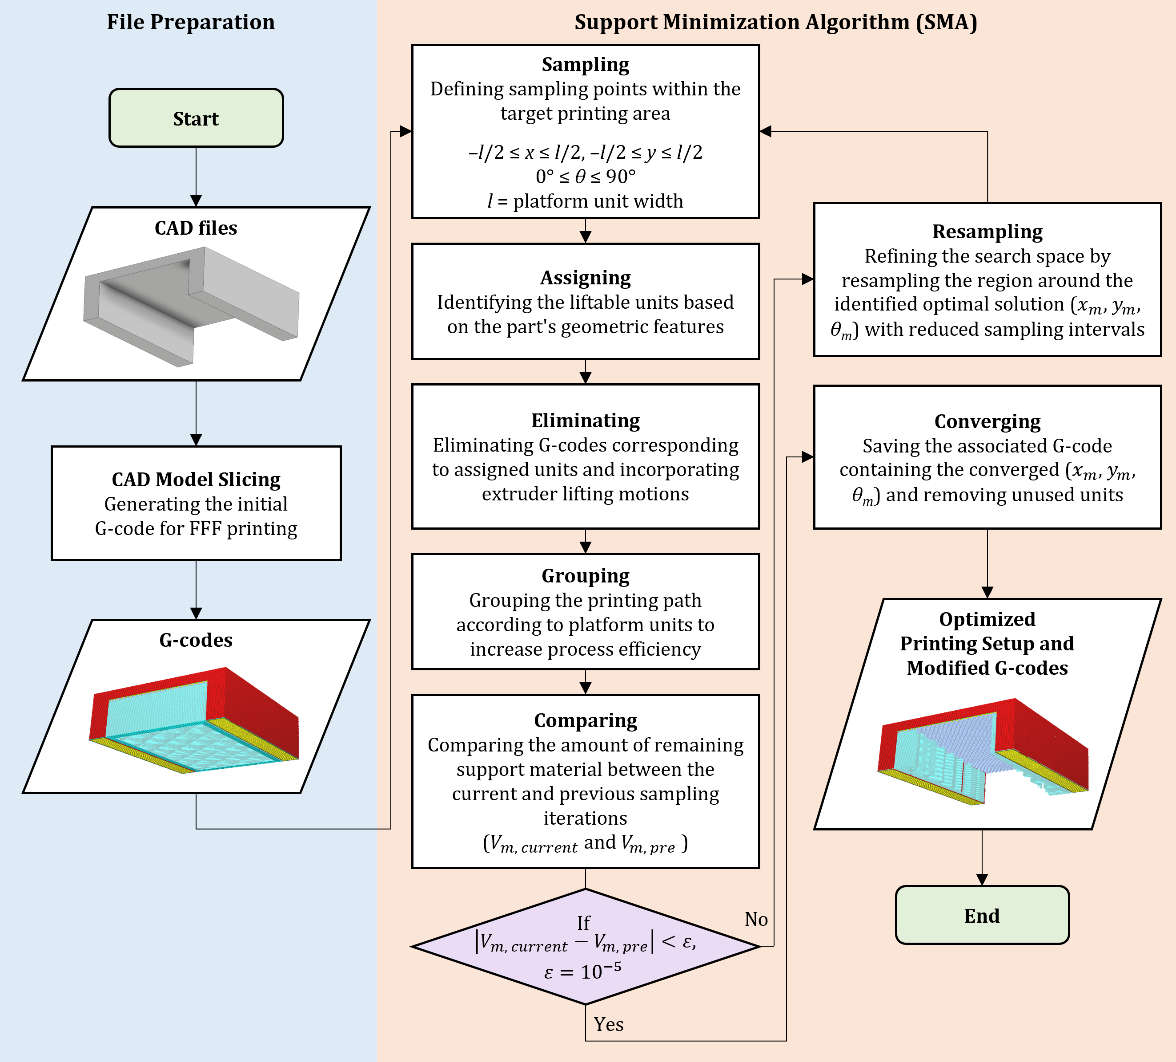 File Preparation
Start
CAD files
CAD Model Slicing
Generating the initial
G-code for FFF printing
G-codes
Support Minimization Algorithm (SMA)
Sampling
Defining sampling points within the
target printing area
–l/2 ≤ x ≤ l/2, –l/2 ≤ y ≤ l/2
0° ≤ θ ≤ 90°
l = platform unit width
Assigning
Identifying the liftable units based
on the part's geometric features
Eliminating
Eliminating G-codes corresponding
to assigned units and incorporating
extruder lifting motions
Grouping
Grouping the printing path
according to platform units to
increase process efficiency
Comparing
Comparing the amount of remaining
support material between the
current and previous sampling
iterations
(V_{m, current} and V_{m, pre} )
If
|V_{m, current} − V_{m, pre}| < ε,
ε = 10^{−5}
No
Yes
Resampling
Refining the search space by
resampling the region around the
identified optimal solution (x_m, y_m,
θ_m) with reduced sampling intervals
Converging
Saving the associated G-code
containing the converged (x_m, y_m,
θ_m) and removing unused units
Optimized
Printing Setup and
Modified G-codes
End